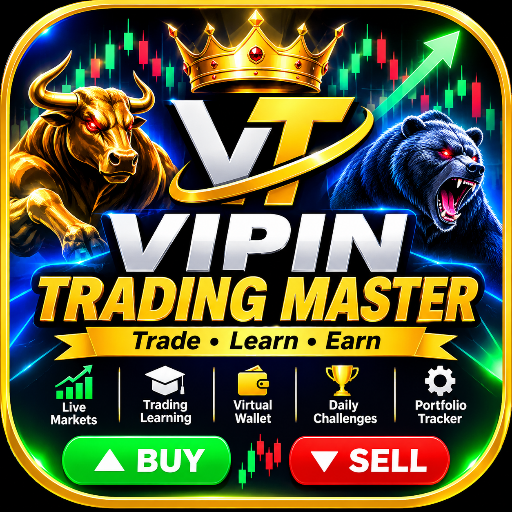 VT
VIPIN
TRADING MASTER
Trade • Learn • Earn
Live
Markets
Trading
Learning
Virtual
Wallet
Daily
Challenges
Portfolio
Tracker
▲ BUY
▼ SELL